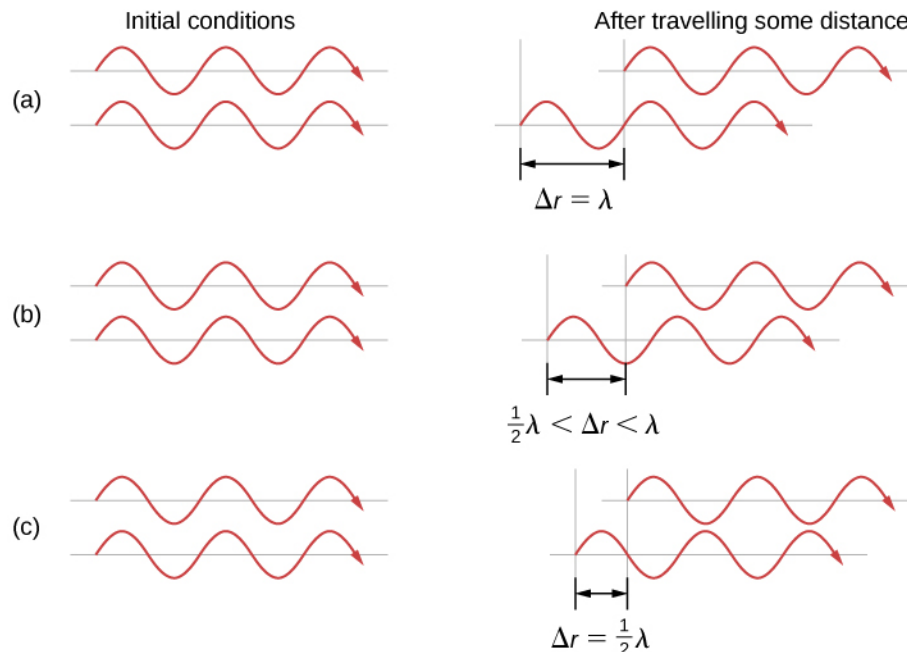 Initial conditions After travelling some distance
(a)
Δr = λ
(b)
½λ < Δr < λ
(c)
Δr = ½λ